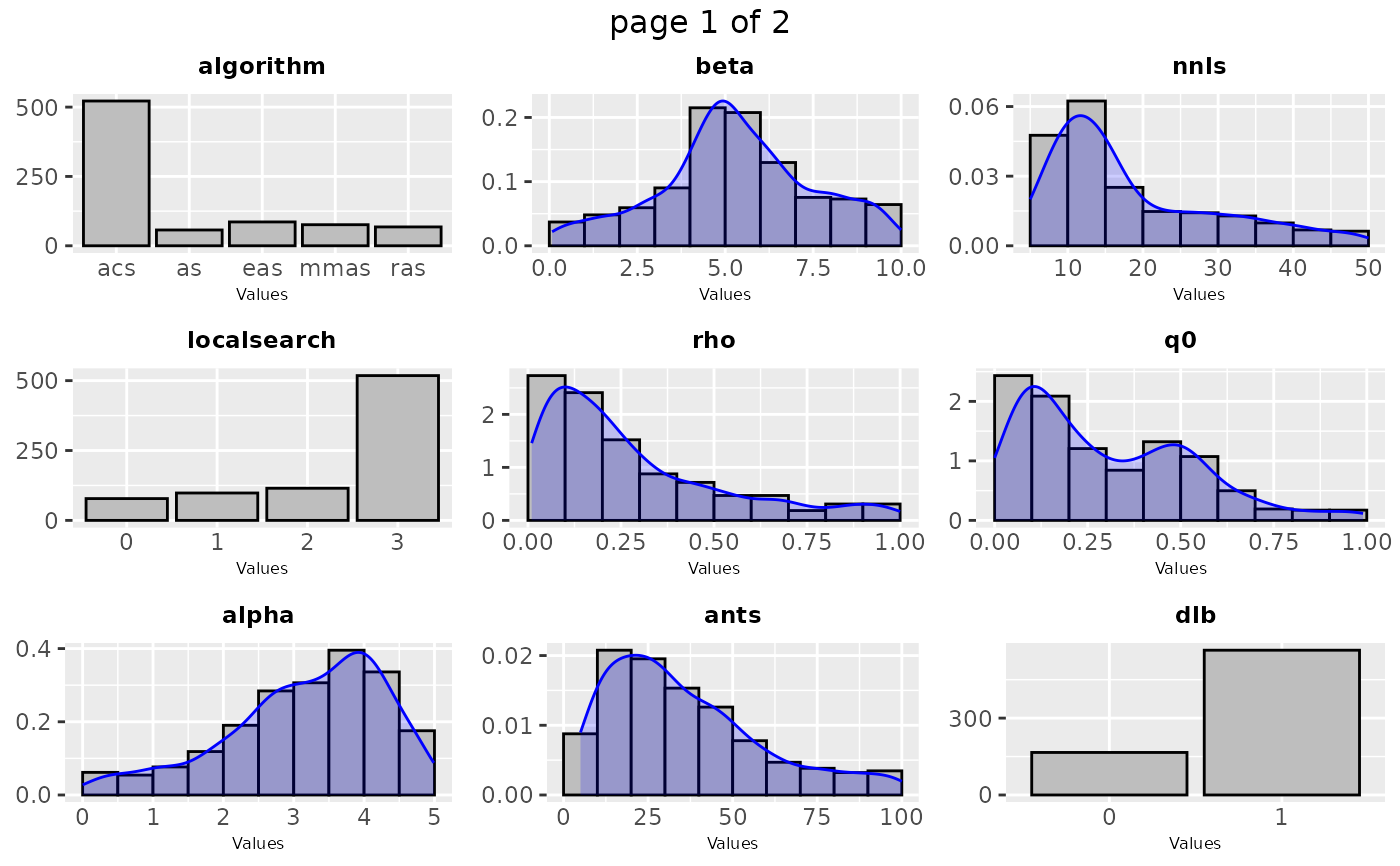 page 1 of 2
algorithm beta nnls
500 250 0 0.2 0.1 0.0 0.06 0.03 0.00
acs as eas mmas ras 0.0 2.5 5.0 7.5 10.0 10 20 30 40 50
Values Values Values
localsearch rho q0
500 250 0 2 1 0 2 1 0
0 1 2 3 0.00 0.25 0.50 0.75 1.00 0.00 0.25 0.50 0.75 1.00
Values Values Values
alpha ants dlb
0.4 0.2 0.0 0.02 0.01 0.00 300 0
0 1 2 3 4 5 0 25 50 75 100 0 1
Values Values Values